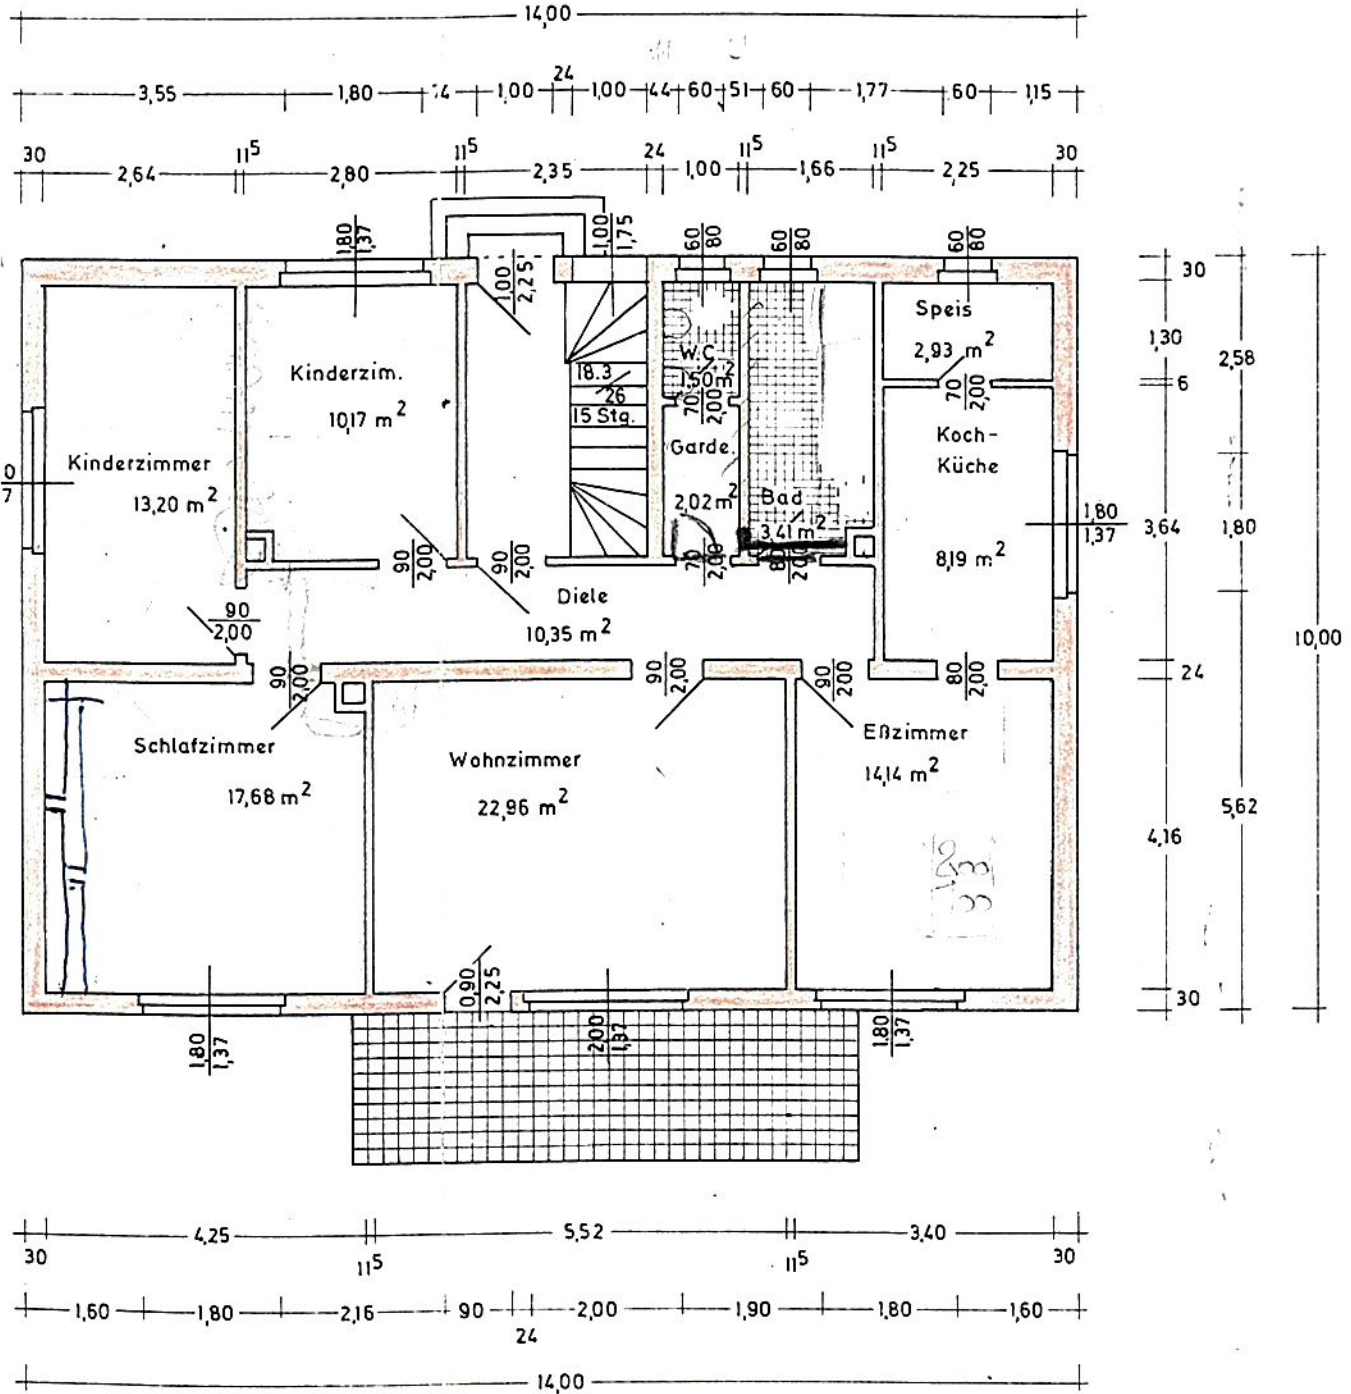 14,00
3,55 1,80 74 1,00 24 1,00 44 60 51 60 1,77 60 1,15
30 2,64 11⁵ 2,80 11⁵ 2,35 24 1,00 11⁵ 1,66 11⁵ 2,25 30
1,80
1,37
1,00
2,25
1,00
1,75
60
80
60
80
60
80
Speis
2,93 m²
70
2,00
Kinderzim.
10,17 m²
18.3
26
15 Stg.
W.C.
1,50 m²
70
2,00
Garde.
2,02 m²
Bad
3,41 m²
Koch-
Küche
8,19 m²
1,80
1,37
Kinderzimmer
13,20 m²
0
7
90
2,00
90
2,00
70
2,00
80
Diele
10,35 m²
90
2,00
90
2,00
90
2,00
90
2,00
80
2,00
Schlafzimmer
17,68 m²
Wohnzimmer
22,96 m²
Eßzimmer
14,14 m²
0,90
2,25
1,80
1,37
2,00
1,37
1,80
1,37
30
1,30
6
3,64
24
4,16
30
2,58
1,80
5,62
10,00
30 4,25 11⁵ 5,52 11⁵ 3,40 30
1,60 1,80 2,16 90 24 2,00 1,90 1,80 1,60
14,00